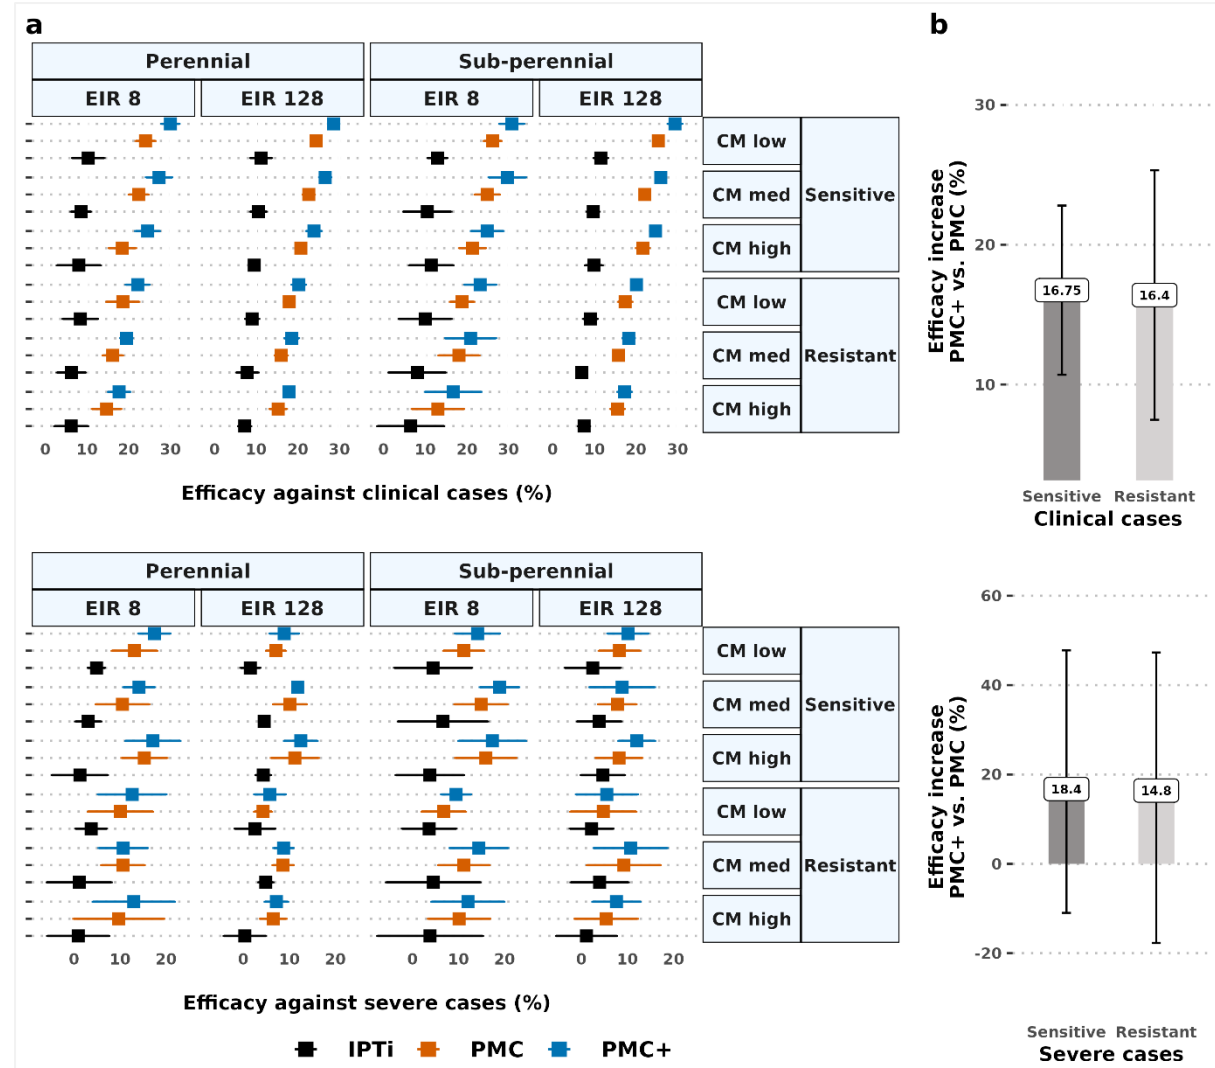 a
Perennial
Sub-perennial
EIR 8
EIR 128
EIR 8
EIR 128
CM low
CM med
CM high
Sensitive
CM low
CM med
CM high
Resistant
0 10 20 30 0 10 20 30 0 10 20 30 0 10 20 30
Efficacy against clinical cases (%)
b
Efficacy increase
PMC+ vs. PMC (%)
30
20
10
16.75
16.4
Sensitive Resistant
Clinical cases
Perennial
Sub-perennial
EIR 8
EIR 128
EIR 8
EIR 128
CM low
CM med
CM high
Sensitive
CM low
CM med
CM high
Resistant
0 10 20 0 10 20 0 10 20 0 10 20
Efficacy against severe cases (%)
IPTi PMC PMC+
Efficacy increase
PMC+ vs. PMC (%)
60
40
20
0
-20
18.4
14.8
Sensitive Resistant
Severe cases